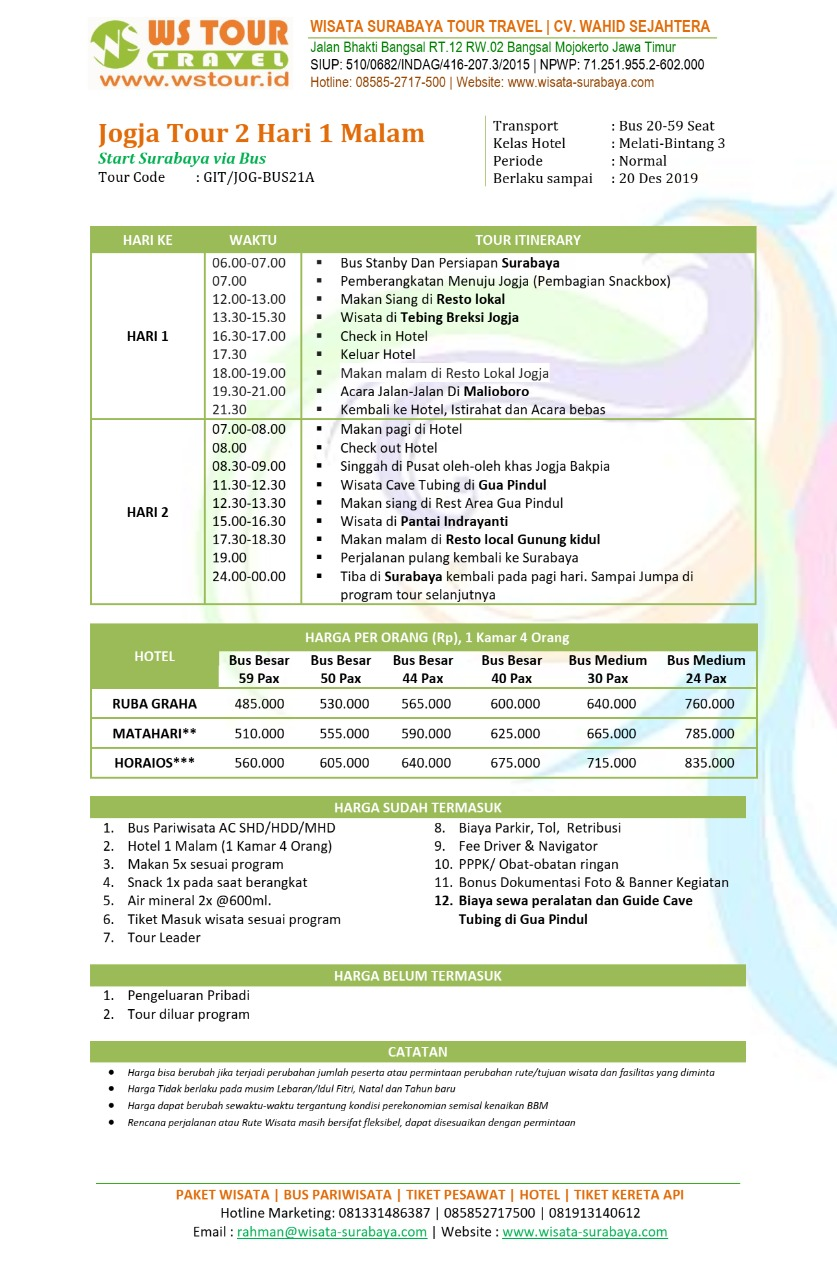 WS TOUR
TRAVEL
www.wstour.id
WISATA SURABAYA TOUR TRAVEL | CV. WAHID SEJAHTERA
Jalan Bhakti Bangsal RT.12 RW.02 Bangsal Mojokerto Jawa Timur
SIUP: 510/0682/INDAG/416-207.3/2015 | NPWP: 71.251.955.2-602.000
Hotline: 08585-2717-500 | Website: www.wisata-surabaya.com
Jogja Tour 2 Hari 1 Malam
Start Surabaya via Bus
Tour Code : GIT/JOG-BUS21A
Transport : Bus 20-59 Seat
Kelas Hotel : Melati-Bintang 3
Periode : Normal
Berlaku sampai : 20 Des 2019
HARI KE WAKTU TOUR ITINERARY
HARI 1
06.00-07.00 ▪ Bus Stanby Dan Persiapan Surabaya
07.00 ▪ Pemberangkatan Menuju Jogja (Pembagian Snackbox)
12.00-13.00 ▪ Makan Siang di Resto lokal
13.30-15.30 ▪ Wisata di Tebing Breksi Jogja
16.30-17.00 ▪ Check in Hotel
17.30 ▪ Keluar Hotel
18.00-19.00 ▪ Makan malam di Resto Lokal Jogja
19.30-21.00 ▪ Acara Jalan-Jalan Di Malioboro
21.30 ▪ Kembali ke Hotel, Istirahat dan Acara bebas
HARI 2
07.00-08.00 ▪ Makan pagi di Hotel
08.00 ▪ Check out Hotel
08.30-09.00 ▪ Singgah di Pusat oleh-oleh khas Jogja Bakpia
11.30-12.30 ▪ Wisata Cave Tubing di Gua Pindul
12.30-13.30 ▪ Makan siang di Rest Area Gua Pindul
15.00-16.30 ▪ Wisata di Pantai Indrayanti
17.30-18.30 ▪ Makan malam di Resto local Gunung kidul
19.00 ▪ Perjalanan pulang kembali ke Surabaya
24.00-00.00 ▪ Tiba di Surabaya kembali pada pagi hari. Sampai Jumpa di
program tour selanjutnya
HOTEL
HARGA PER ORANG (Rp), 1 Kamar 4 Orang
Bus Besar Bus Besar Bus Besar Bus Besar Bus Medium Bus Medium
59 Pax 50 Pax 44 Pax 40 Pax 30 Pax 24 Pax
RUBA GRAHA 485.000 530.000 565.000 600.000 640.000 760.000
MATAHARI** 510.000 555.000 590.000 625.000 665.000 785.000
HORAIOS*** 560.000 605.000 640.000 675.000 715.000 835.000
HARGA SUDAH TERMASUK
1. Bus Pariwisata AC SHD/HDD/MHD
2. Hotel 1 Malam (1 Kamar 4 Orang)
3. Makan 5x sesuai program
4. Snack 1x pada saat berangkat
5. Air mineral 2x @600ml.
6. Tiket Masuk wisata sesuai program
7. Tour Leader
8. Biaya Parkir, Tol, Retribusi
9. Fee Driver & Navigator
10. PPPK/ Obat-obatan ringan
11. Bonus Dokumentasi Foto & Banner Kegiatan
12. Biaya sewa peralatan dan Guide Cave
Tubing di Gua Pindul
HARGA BELUM TERMASUK
1. Pengeluaran Pribadi
2. Tour diluar program
CATATAN
● Harga bisa berubah jika terjadi perubahan jumlah peserta atau permintaan perubahan rute/tujuan wisata dan fasilitas yang diminta
● Harga Tidak berlaku pada musim Lebaran/Idul Fitri, Natal dan Tahun baru
● Harga dapat berubah sewaktu-waktu tergantung kondisi perekonomian semisal kenaikan BBM
● Rencana perjalanan atau Rute Wisata masih bersifat fleksibel, dapat disesuaikan dengan permintaan
PAKET WISATA | BUS PARIWISATA | TIKET PESAWAT | HOTEL | TIKET KERETA API
Hotline Marketing: 081331486387 | 085852717500 | 081913140612
Email : rahman@wisata-surabaya.com | Website : www.wisata-surabaya.com